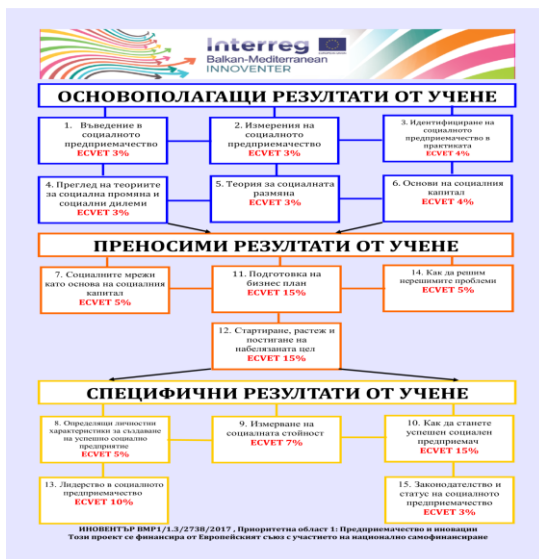 Interreg
Balkan-Mediterranean
INNOVENTER
ОСНОВОПОЛАГАЩИ РЕЗУЛТАТИ ОТ УЧЕНЕ
1. Въведение в
социалното
предприемачество
ECVET 3%
2. Измерения на
социалното
предприемачество
ECVET 3%
3. Идентифициране на
социалното
предприемачество в
практиката
ECVET 4%
4. Преглед на теориите
за социална промяна и
социални дилеми
ECVET 3%
5. Теория за социалната
размяна
ECVET 3%
6. Основи на социалния
капитал
ECVET 4%
ПРЕНОСИМИ РЕЗУЛТАТИ ОТ УЧЕНЕ
7. Социалните мрежи
като основа на социалния
капитал
ECVET 5%
11. Подготовка на
бизнес план
ECVET 15%
14. Как да решим
нерешимите проблеми
ECVET 5%
12. Стартиране, растеж и
постигане на
набелязаната цел
ECVET 15%
СПЕЦИФИЧНИ РЕЗУЛТАТИ ОТ УЧЕНЕ
8. Определящи личностни
характеристики за създаване
на успешно социално
предприятие
ECVET 5%
9. Измерване на
социалната стойност
ECVET 7%
10. Как да станете
успешен социален
предприемач
ECVET 15%
13. Лидерство в социалното
предприемачество
ECVET 10%
15. Законодателство и
статус на социалното
предприемачество
ECVET 3%
ИНОВЕНТЪР BMP1/1.3/2738/2017 , Приоритетна област 1: Предприемачество и иновации
Този проект се финансира от Европейският съюз с участието на национално самофинансиране